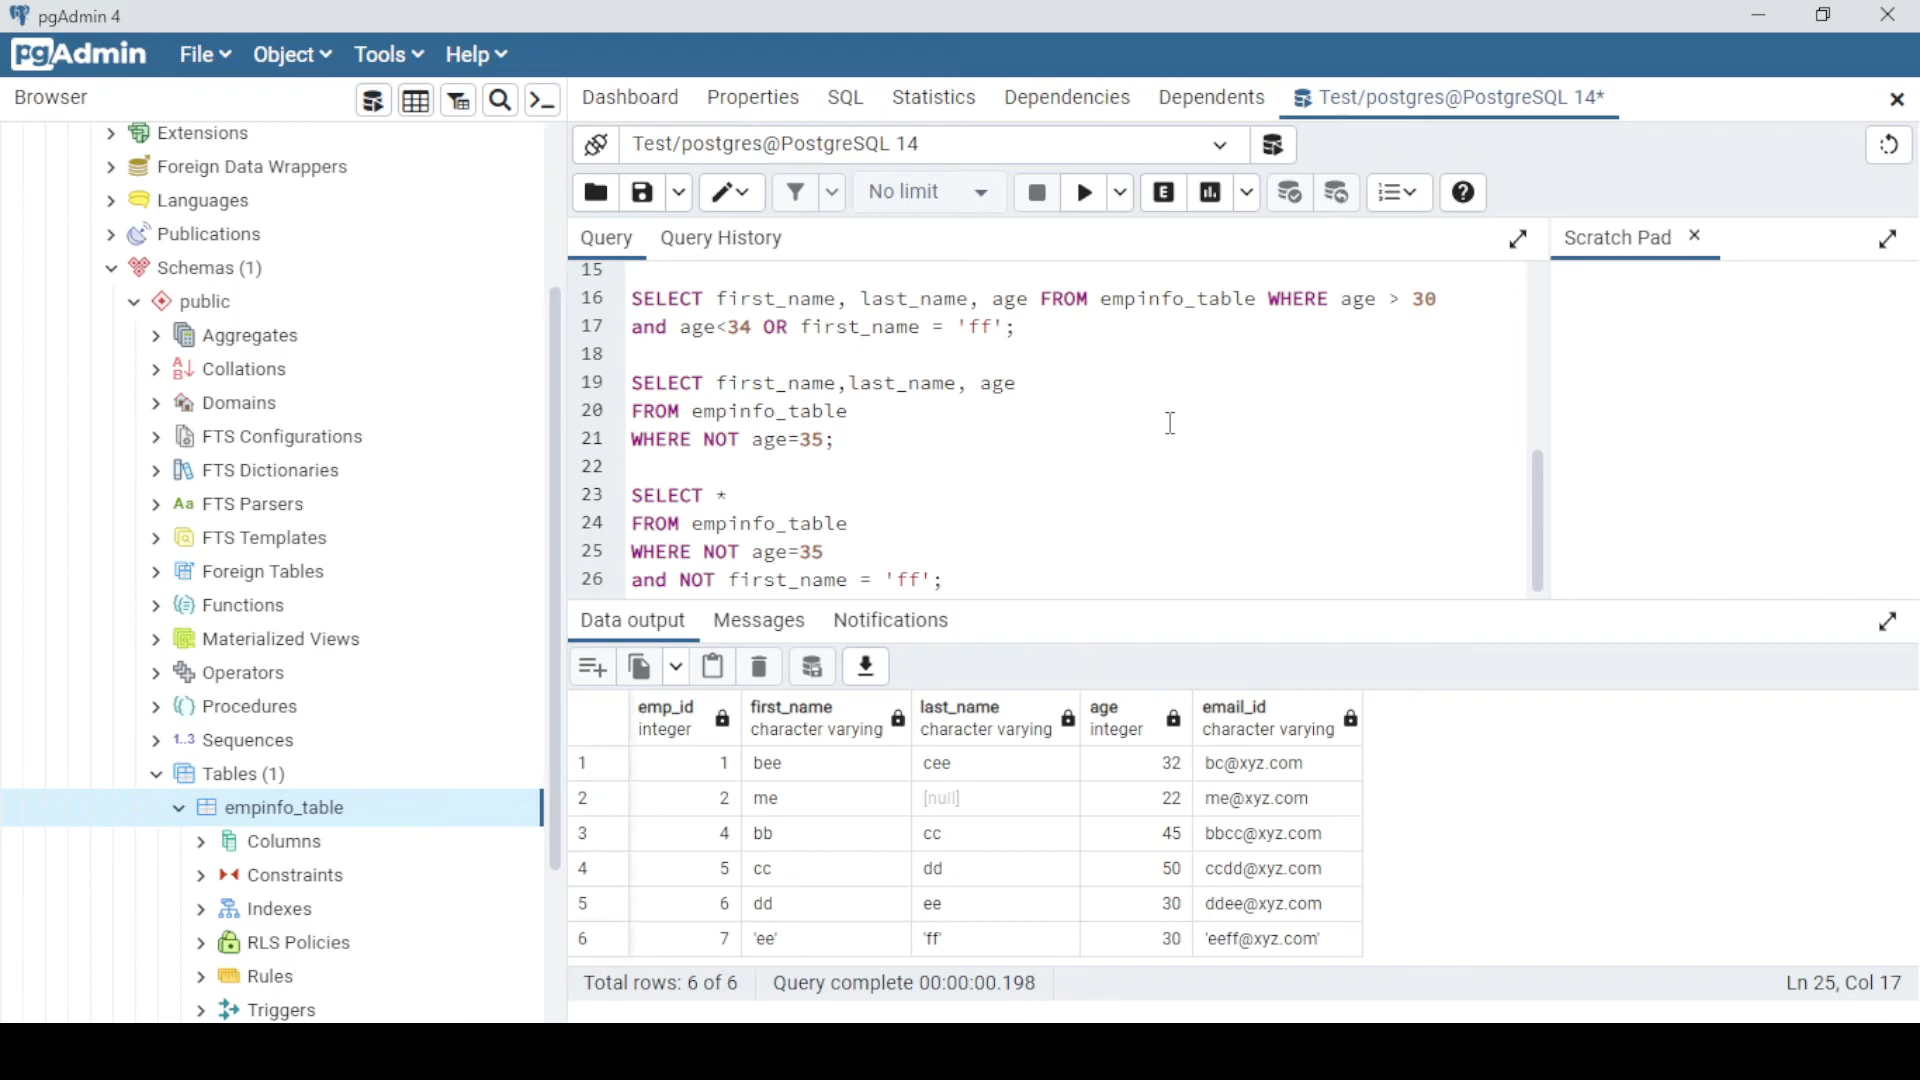 pgAdmin 4
pgAdmin File Object Tools Help
Browser
Dashboard Properties SQL Statistics Dependencies Dependents Test/postgres@PostgreSQL 14*
Extensions
Foreign Data Wrappers
Languages
Publications
Schemas (1)
public
Aggregates
Collations
Domains
FTS Configurations
FTS Dictionaries
Aa FTS Parsers
FTS Templates
Foreign Tables
Functions
Materialized Views
Operators
Procedures
1..3 Sequences
Tables (1)
empinfo_table
Columns
Constraints
Indexes
RLS Policies
Rules
Triggers
Test/postgres@PostgreSQL 14
No limit E
Query Query History Scratch Pad
15
16 SELECT first_name, last_name, age FROM empinfo_table WHERE age > 30
17 and age<34 OR first_name = 'ff';
18
19 SELECT first_name,last_name, age
20 FROM empinfo_table
21 WHERE NOT age=35;
22
23 SELECT *
24 FROM empinfo_table
25 WHERE NOT age=35
26 and NOT first_name = 'ff';
Data output Messages Notifications
emp_id first_name last_name age email_id
integer character varying character varying integer character varying
1 1 bee cee 32 bc@xyz.com
2 2 me [null] 22 me@xyz.com
3 4 bb cc 45 bbcc@xyz.com
4 5 cc dd 50 ccdd@xyz.com
5 6 dd ee 30 ddee@xyz.com
6 7 'ee' 'ff' 30 'eeff@xyz.com'
Total rows: 6 of 6 Query complete 00:00:00.198 Ln 25, Col 17